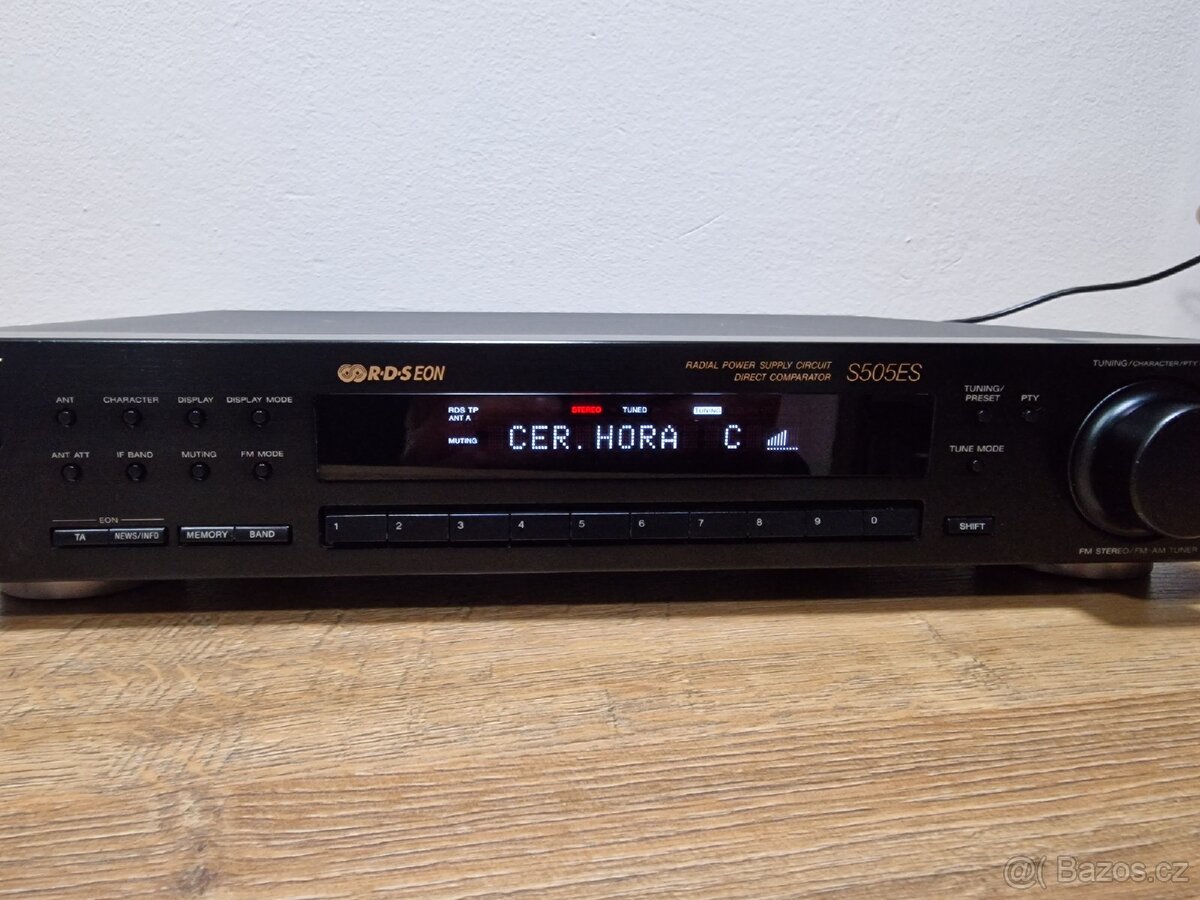 R·D·S EON
RADIAL POWER SUPPLY CIRCUIT
DIRECT COMPARATOR
S505ES
TUNING/CHARACTER/PTY
ANT
CHARACTER
DISPLAY
DISPLAY MODE
ANT ATT
IF BAND
MUTING
FM MODE
EON
TA
NEWS/INFO
MEMORY
BAND
RDS TP
ANT A
STEREO
TUNED
TUNING
MUTING
CER.HORA C
1 2 3 4 5 6 7 8 9 0
TUNING/
PRESET
PTY
TUNE MODE
SHIFT
FM STEREO/FM-AM TUNER
Bazos.cz